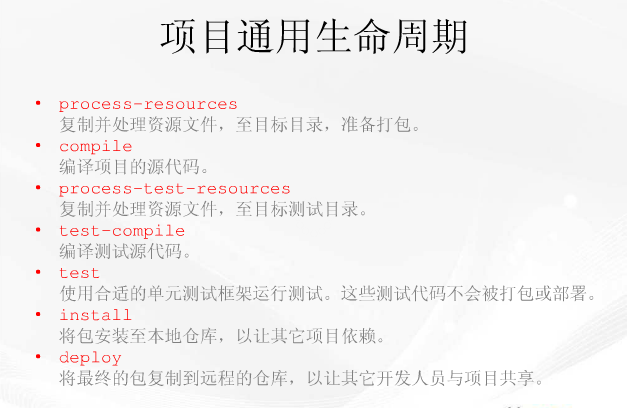 项目通用生命周期
• process-resources
复制并处理资源文件，至目标目录，准备打包。
• compile
编译项目的源代码。
• process-test-resources
复制并处理资源文件，至目标测试目录。
• test-compile
编译测试源代码。
• test
使用合适的单元测试框架运行测试。这些测试代码不会被打包或部署。
• install
将包安装至本地仓库，以让其它项目依赖。
• deploy
将最终的包复制到远程的仓库，以让其它开发人员与项目共享。